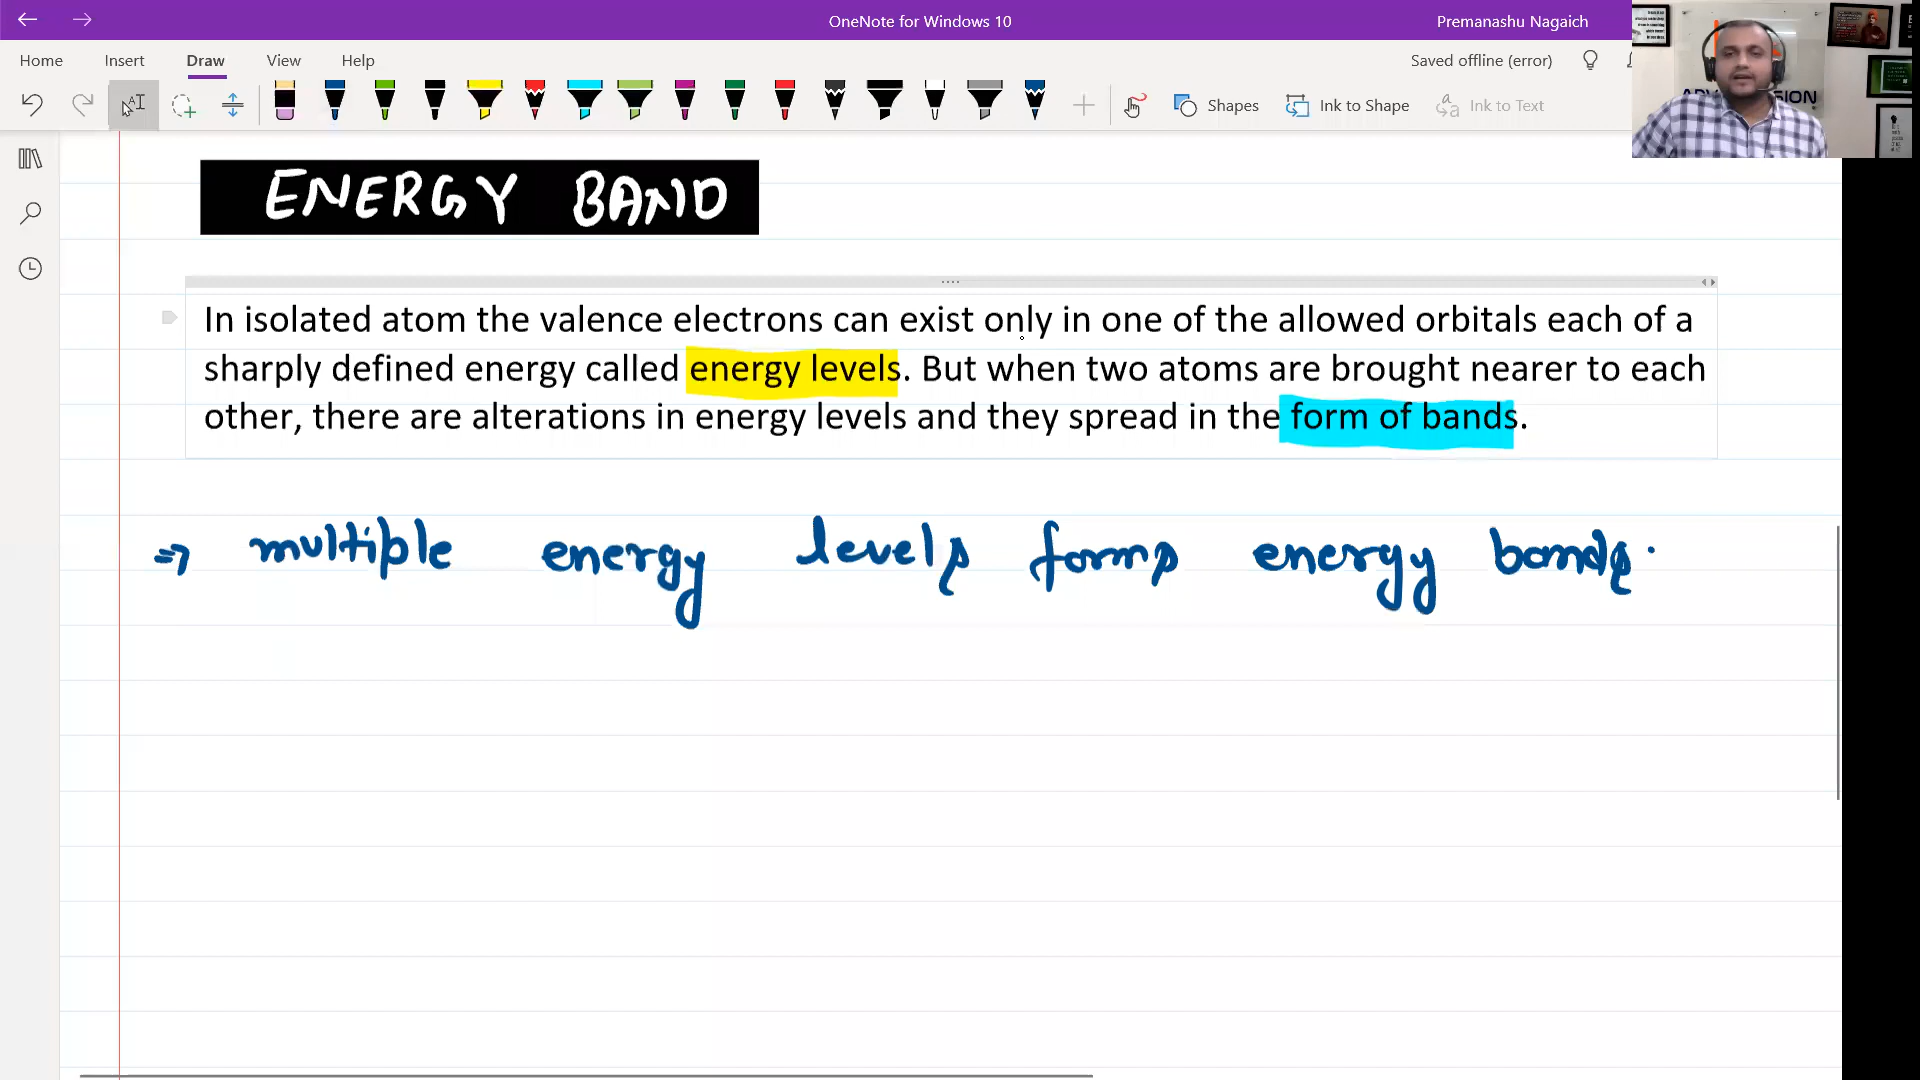 OneNote for Windows 10
Premanashu Nagaich
Home Insert Draw View Help
Saved offline (error)
Shapes Ink to Shape Ink to Text
ENERGY BAND
In isolated atom the valence electrons can exist only in one of the allowed orbitals each of a
sharply defined energy called energy levels. But when two atoms are brought nearer to each
other, there are alterations in energy levels and they spread in the form of bands.
⇒ multiple energy levels forms energy bands.